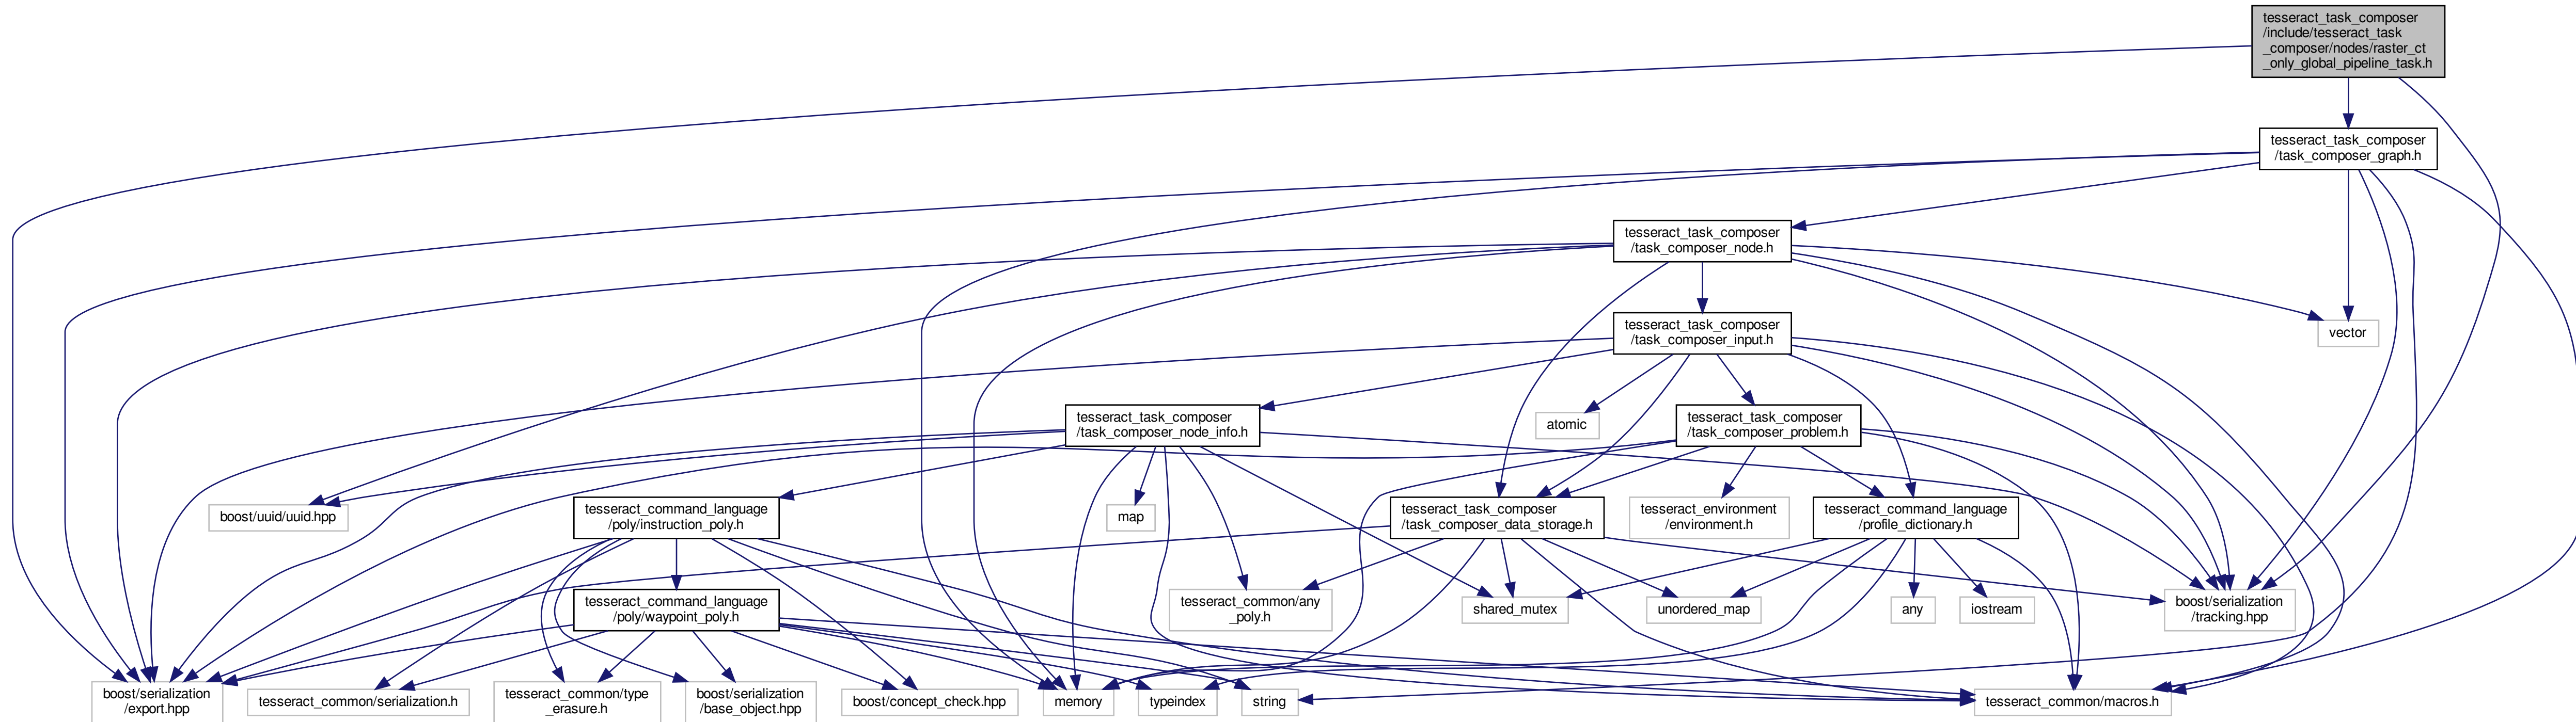 tesseract_task_composer
/include/tesseract_task
_composer/nodes/raster_ct
_only_global_pipeline_task.h
tesseract_task_composer
/task_composer_graph.h
tesseract_task_composer
/task_composer_node.h
tesseract_task_composer
/task_composer_input.h
vector
tesseract_task_composer
/task_composer_node_info.h
atomic
tesseract_task_composer
/task_composer_problem.h
boost/uuid/uuid.hpp
tesseract_command_language
/poly/instruction_poly.h
map
tesseract_task_composer
/task_composer_data_storage.h
tesseract_environment
/environment.h
tesseract_command_language
/profile_dictionary.h
tesseract_command_language
/poly/waypoint_poly.h
tesseract_common/any
_poly.h
shared_mutex
unordered_map
any
iostream
boost/serialization
/tracking.hpp
boost/serialization
/export.hpp
tesseract_common/serialization.h
tesseract_common/type
_erasure.h
boost/serialization
/base_object.hpp
boost/concept_check.hpp
memory
typeindex
string
tesseract_common/macros.h